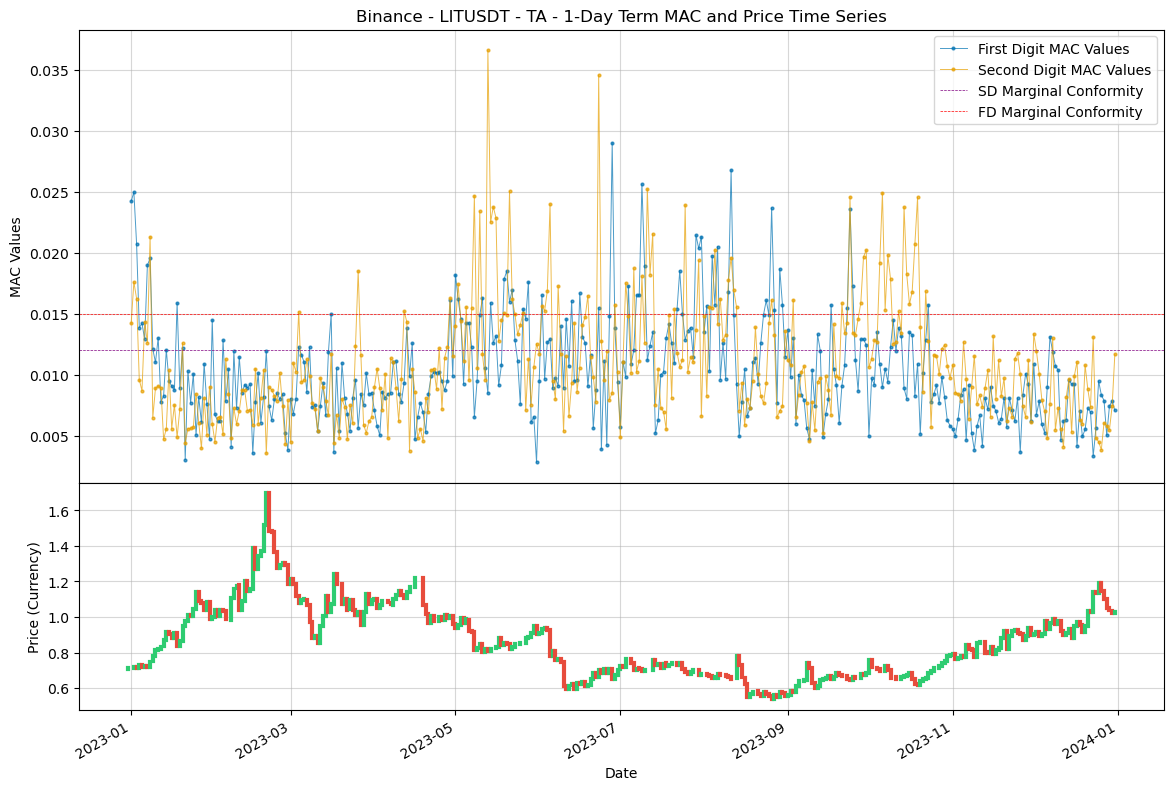 Binance - LITUSDT - TA - 1-Day Term MAC and Price Time Series
First Digit MAC Values
Second Digit MAC Values
SD Marginal Conformity
FD Marginal Conformity
MAC Values
0.035
0.030
0.025
0.020
0.015
0.010
0.005
Price (Currency)
1.6
1.4
1.2
1.0
0.8
0.6
2023-01
2023-03
2023-05
2023-07
2023-09
2023-11
2024-01
Date